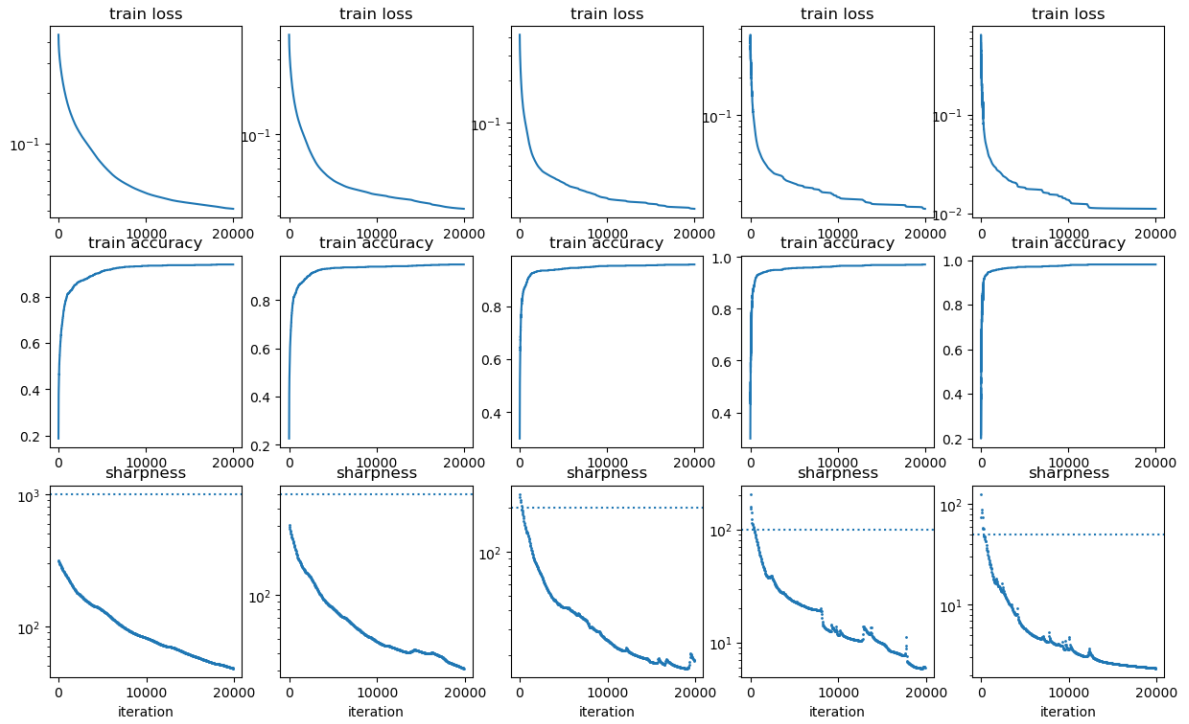 train loss train loss train loss train loss train loss
10⁻¹ 10⁻¹ 10⁻¹ 10⁻¹ 10⁻¹
10⁻²
0 10000 20000 0 10000 20000 0 10000 20000 0 10000 20000 0 10000 20000
train accuracy train accuracy train accuracy train accuracy train accuracy
0.8 0.6 0.4 0.2
0.8 0.6 0.4 0.2
0.8 0.6 0.4
1.0 0.9 0.8 0.7 0.6 0.5 0.4
1.0 0.8 0.6 0.4 0.2
0 10000 20000 0 10000 20000 0 10000 20000 0 10000 20000 0 10000 20000
sharpness sharpness sharpness sharpness sharpness
10³ 10²
10²
10²
10² 10¹
10² 10¹
0 10000 20000 0 10000 20000 0 10000 20000 0 10000 20000 0 10000 20000
iteration iteration iteration iteration iteration